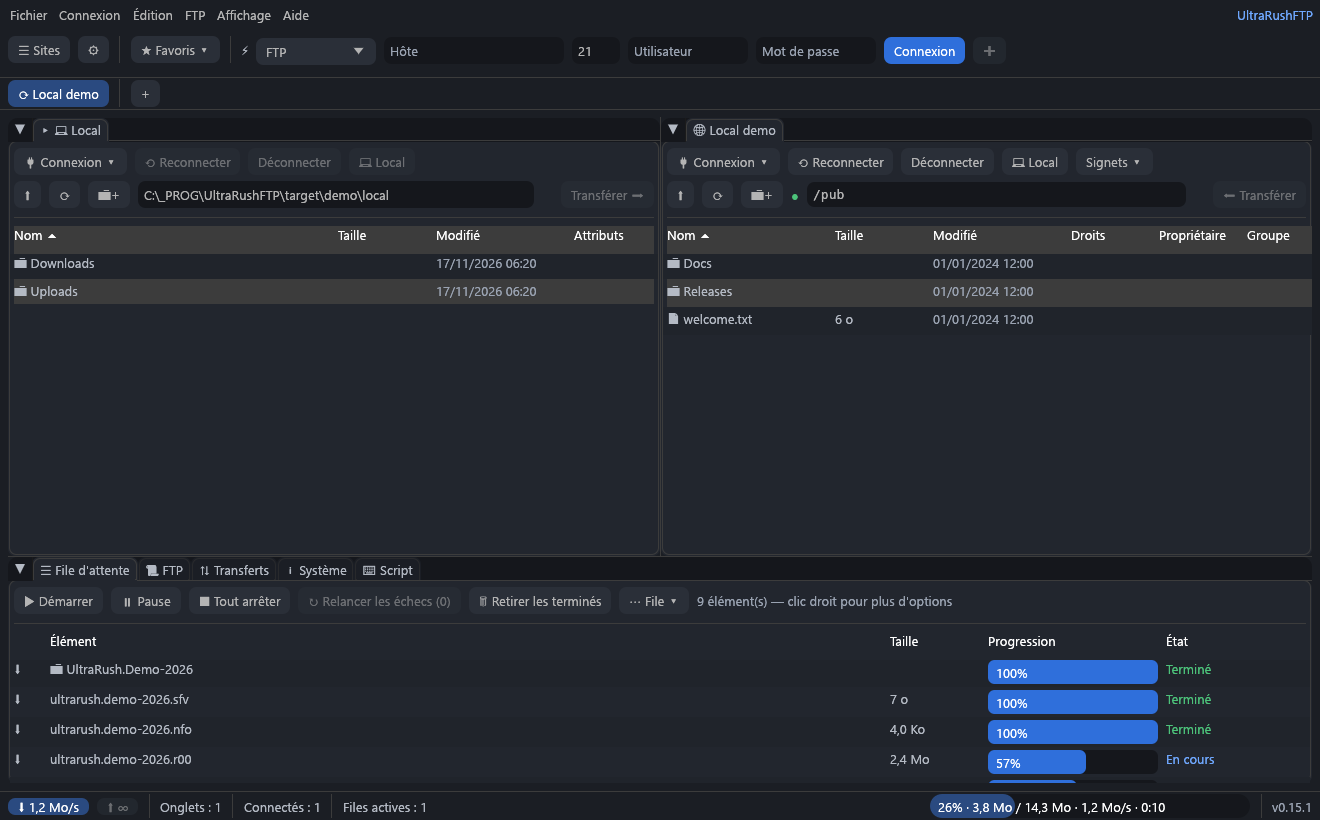 Fichier Connexion Édition FTP Affichage Aide UltraRushFTP
Sites Favoris FTP Hôte 21 Utilisateur Mot de passe Connexion +
Local demo +
Local
Connexion Reconnecter Déconnecter Local
C:\_PROG\UltraRushFTP\target\demo\local Transférer
Nom Taille Modifié Attributs
Downloads 17/11/2026 06:20
Uploads 17/11/2026 06:20
Local demo
Connexion Reconnecter Déconnecter Local Signets
/pub Transférer
Nom Taille Modifié Droits Propriétaire Groupe
Docs 01/01/2024 12:00
Releases 01/01/2024 12:00
welcome.txt 6 o 01/01/2024 12:00
File d'attente FTP Transferts Système Script
Démarrer Pause Tout arrêter Relancer les échecs (0) Retirer les terminés ··· File 9 élément(s) — clic droit pour plus d'options
Élément Taille Progression État
UltraRush.Demo-2026 100% Terminé
ultrarush.demo-2026.sfv 7 o 100% Terminé
ultrarush.demo-2026.nfo 4,0 Ko 100% Terminé
ultrarush.demo-2026.r00 2,4 Mo 57% En cours
1,2 Mo/s ∞ Onglets : 1 Connectés : 1 Files actives : 1 26% · 3,8 Mo / 14,3 Mo · 1,2 Mo/s · 0:10 v0.15.1